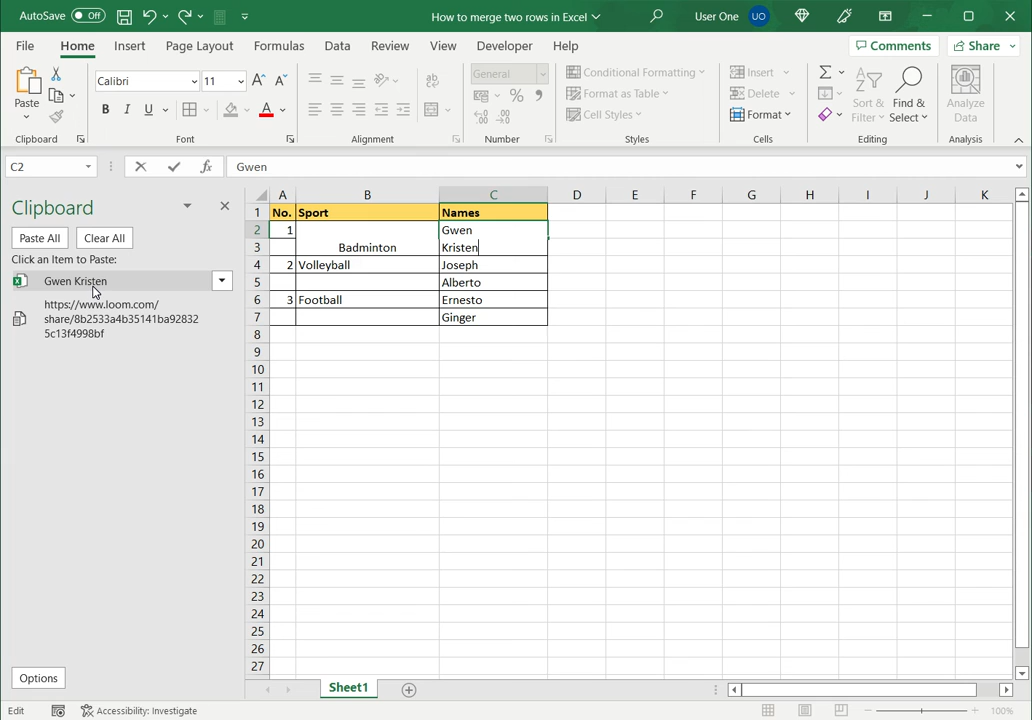 AutoSave Off How to merge two rows in Excel User One UO
File Home Insert Page Layout Formulas Data Review View Developer Help Comments Share
Paste
Clipboard
Calibri 11
B I U A
Font
ab
Alignment
General
% 9
Number
Conditional Formatting
Format as Table
Cell Styles
Styles
Insert
Delete
Format
Cells
Σ
Sort &
Filter
Find &
Select
Editing
Analyze
Data
Analysis
C2 fx Gwen
Clipboard
Paste All Clear All
Click an Item to Paste:
Gwen Kristen
https://www.loom.com/
share/8b2533a4b35141ba92832
5c13f4998bf
Options
A B C D E F G H I J K
1 No. Sport Names
2 1 Gwen
3 Badminton Kristen
4 2 Volleyball Joseph
5 Alberto
6 3 Football Ernesto
7 Ginger
8
9
10
11
12
13
14
15
16
17
18
19
20
21
22
23
24
25
26
27
Sheet1
Edit Accessibility: Investigate 100%